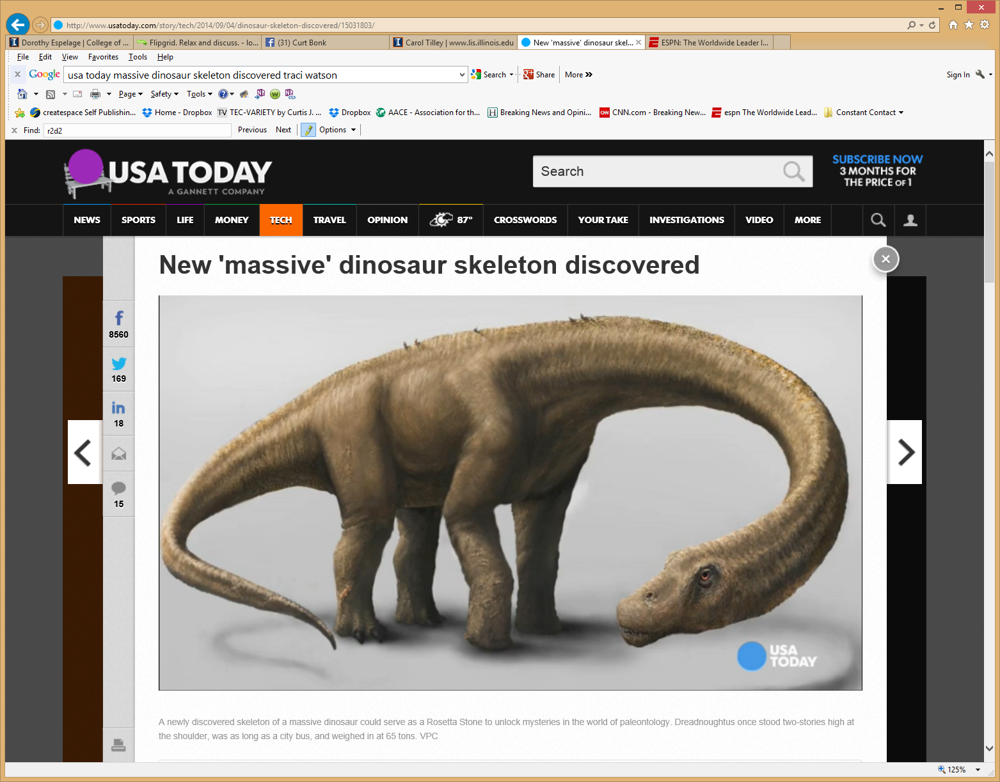 http://www.usatoday.com/story/tech/2014/09/04/dinosaur-skeleton-discovered/15031803/
Dorothy Espelage | College of ...
Flipgrid. Relax and discuss. - lo...
(31) Curt Bonk
Carol Tilley | www.lis.illinois.edu
New 'massive' dinosaur skel...
ESPN: The Worldwide Leader I...
File Edit View Favorites Tools Help
x Google usa today massive dinosaur skeleton discovered traci watson Search Share More » Sign In
Page Safety Tools
createspace Self Publishin... Home - Dropbox TEC-VARIETY by Curtis J. ... Dropbox AACE - Association for th... Breaking News and Opini... CNN.com - Breaking New... espn The Worldwide Lead... Constant Contact
x Find: r2d2 Previous Next Options
USA TODAY
A GANNETT COMPANY
Search
SUBSCRIBE NOW
3 MONTHS FOR
THE PRICE OF 1
NEWS SPORTS LIFE MONEY TECH TRAVEL OPINION 87° CROSSWORDS YOUR TAKE INVESTIGATIONS VIDEO MORE
New 'massive' dinosaur skeleton discovered
8560
169
in
18
15
USA
TODAY
A newly discovered skeleton of a massive dinosaur could serve as a Rosetta Stone to unlock mysteries in the world of paleontology. Dreadnoughtus once stood two-stories high at
the shoulder, was as long as a city bus, and weighed in at 65 tons. VPC
125%